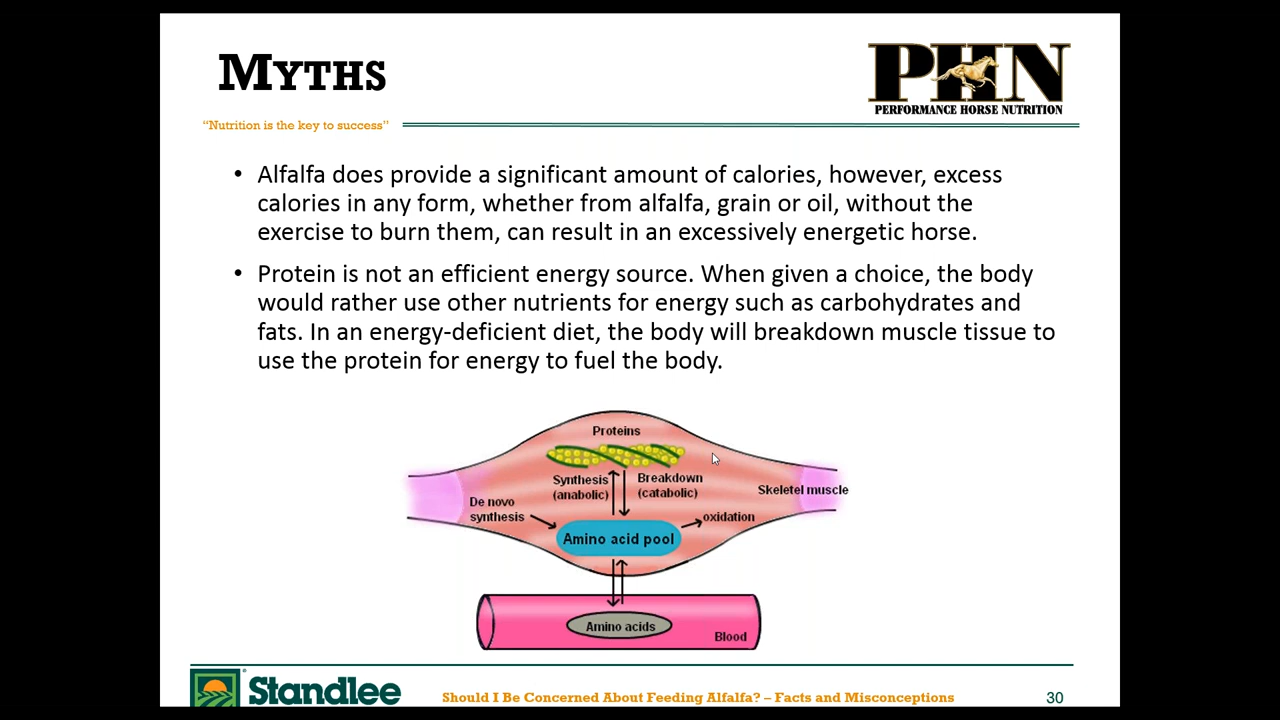 MYTHS
PHN
PERFORMANCE HORSE NUTRITION
“Nutrition is the key to success”
• Alfalfa does provide a significant amount of calories, however, excess
calories in any form, whether from alfalfa, grain or oil, without the
exercise to burn them, can result in an excessively energetic horse.
• Protein is not an efficient energy source. When given a choice, the body
would rather use other nutrients for energy such as carbohydrates and
fats. In an energy-deficient diet, the body will breakdown muscle tissue to
use the protein for energy to fuel the body.
Proteins
Synthesis
(anabolic)
Breakdown
(catabolic)
Skeletel muscle
De novo
synthesis
oxidation
Amino acid pool
Amino acids
Blood
Standlee
Should I Be Concerned About Feeding Alfalfa? – Facts and Misconceptions
30